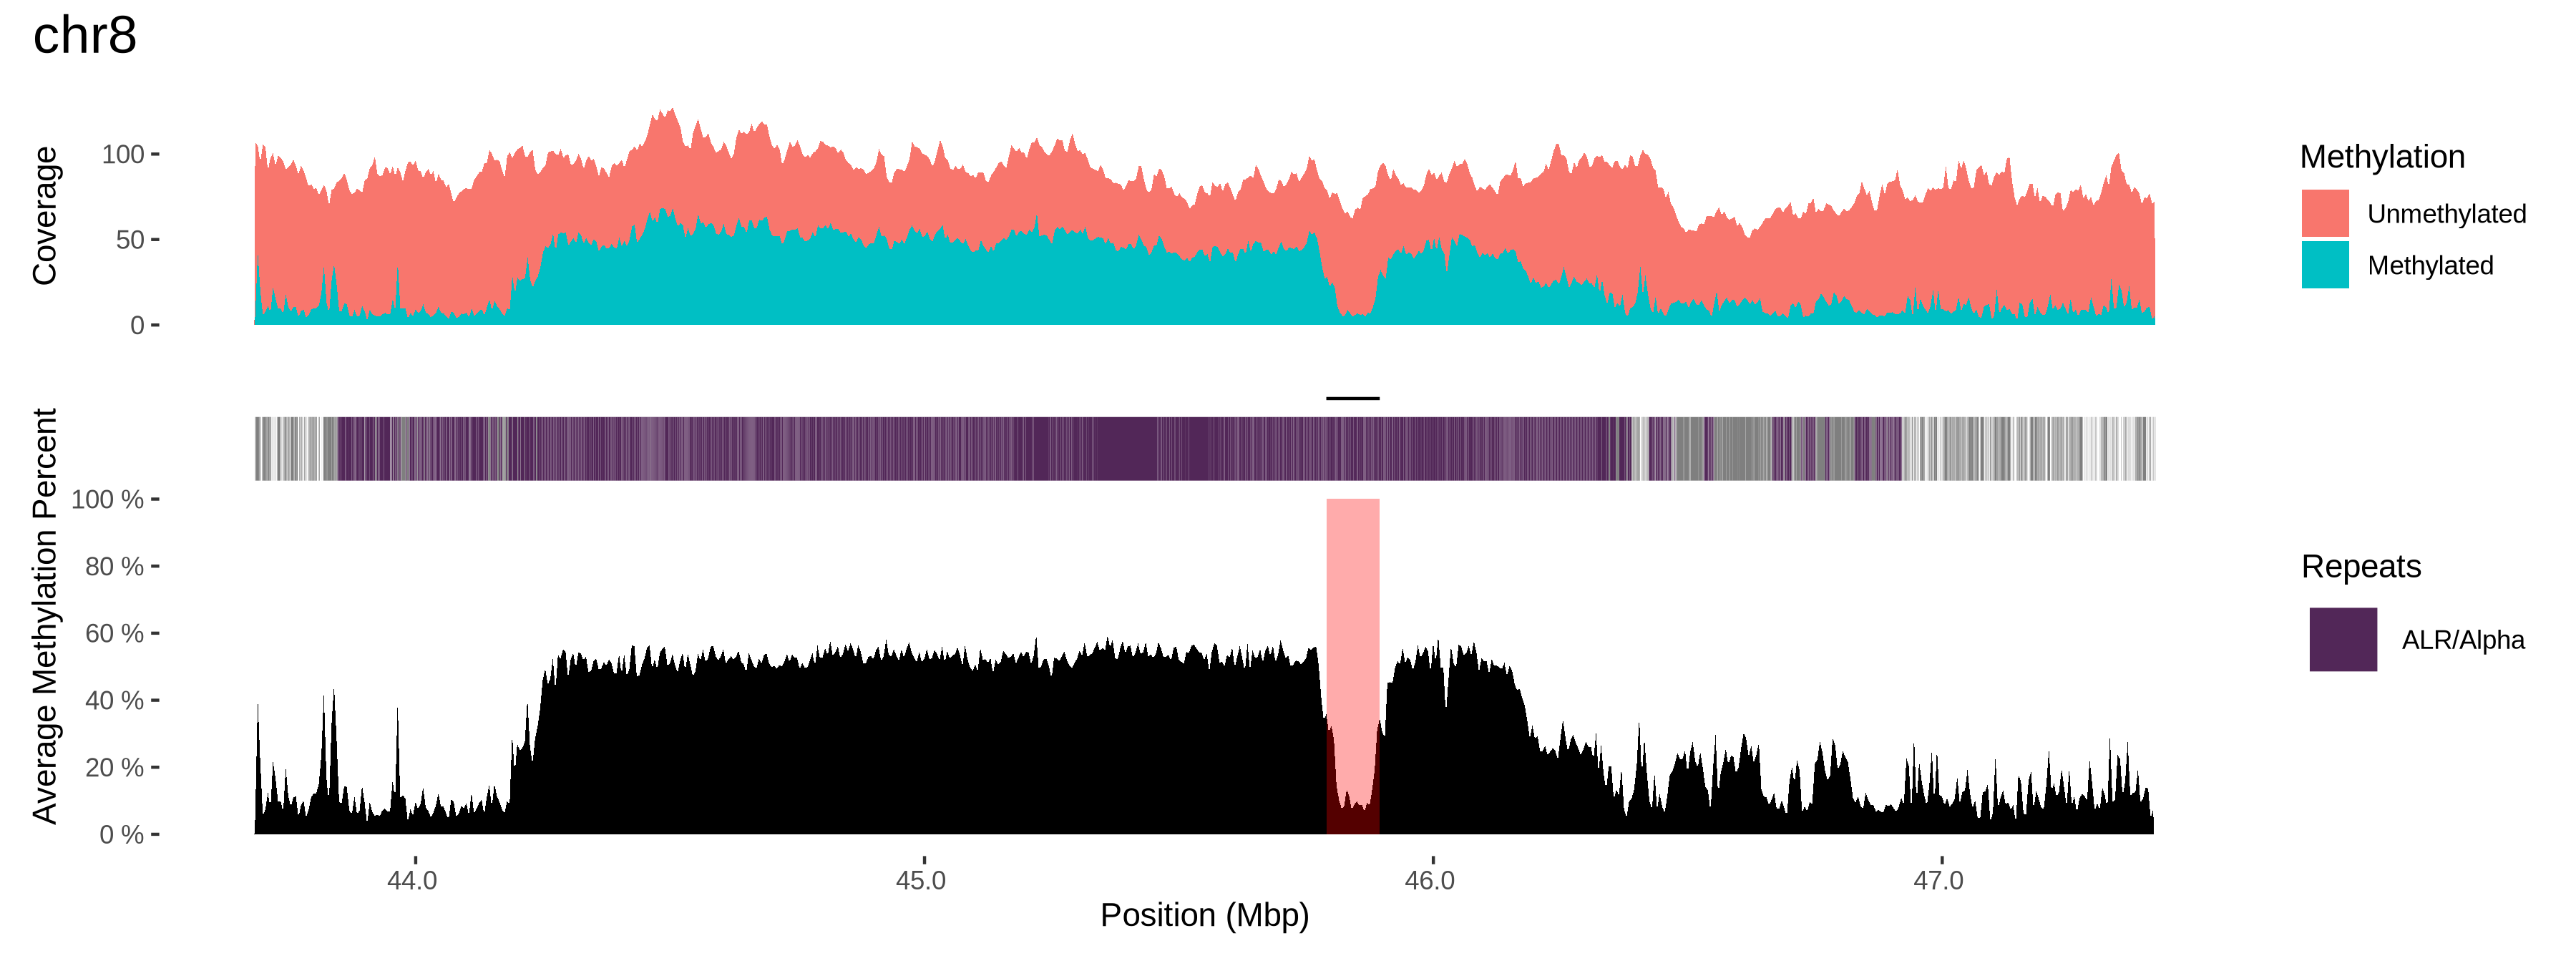 chr8
Coverage
100
50
0
Methylation
Unmethylated
Methylated
Average Methylation Percent
100 %
80 %
60 %
40 %
20 %
0 %
Repeats
ALR/Alpha
44.0
45.0
46.0
47.0
Position (Mbp)